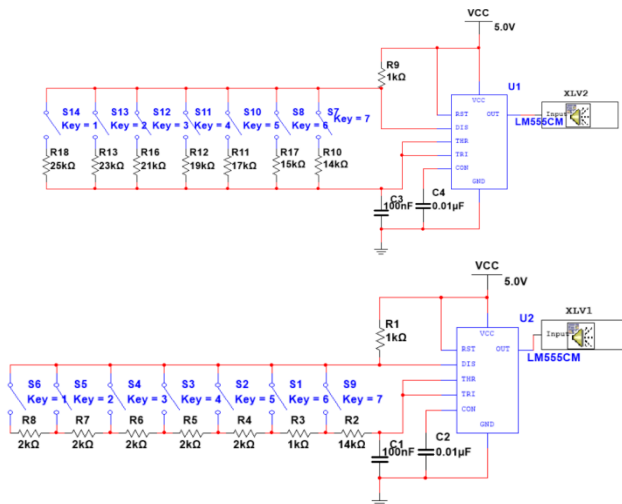 VCC
5.0V
R9
1kΩ
U1
XLV2
S14
Key = 1
S13
Key = 2
S12
Key = 3
S11
Key = 4
S10
Key = 5
S8
Key = 6
S7
Key = 7
VCC
RST
OUT
DIS
THR
TRI
CON
GND
Input
LM555CM
R18
25kΩ
R13
23kΩ
R16
21kΩ
R12
19kΩ
R11
17kΩ
R17
15kΩ
R10
14kΩ
C3
100nF
C4
0.01µF
VCC
5.0V
R1
1kΩ
U2
XLV1
VCC
RST
OUT
DIS
THR
TRI
CON
GND
Input
LM555CM
S6
Key = 1
S5
Key = 2
S4
Key = 3
S3
Key = 4
S2
Key = 5
S1
Key = 6
S9
Key = 7
R8
2kΩ
R7
2kΩ
R6
2kΩ
R5
2kΩ
R4
2kΩ
R3
1kΩ
R2
14kΩ
C1
100nF
C2
0.01µF